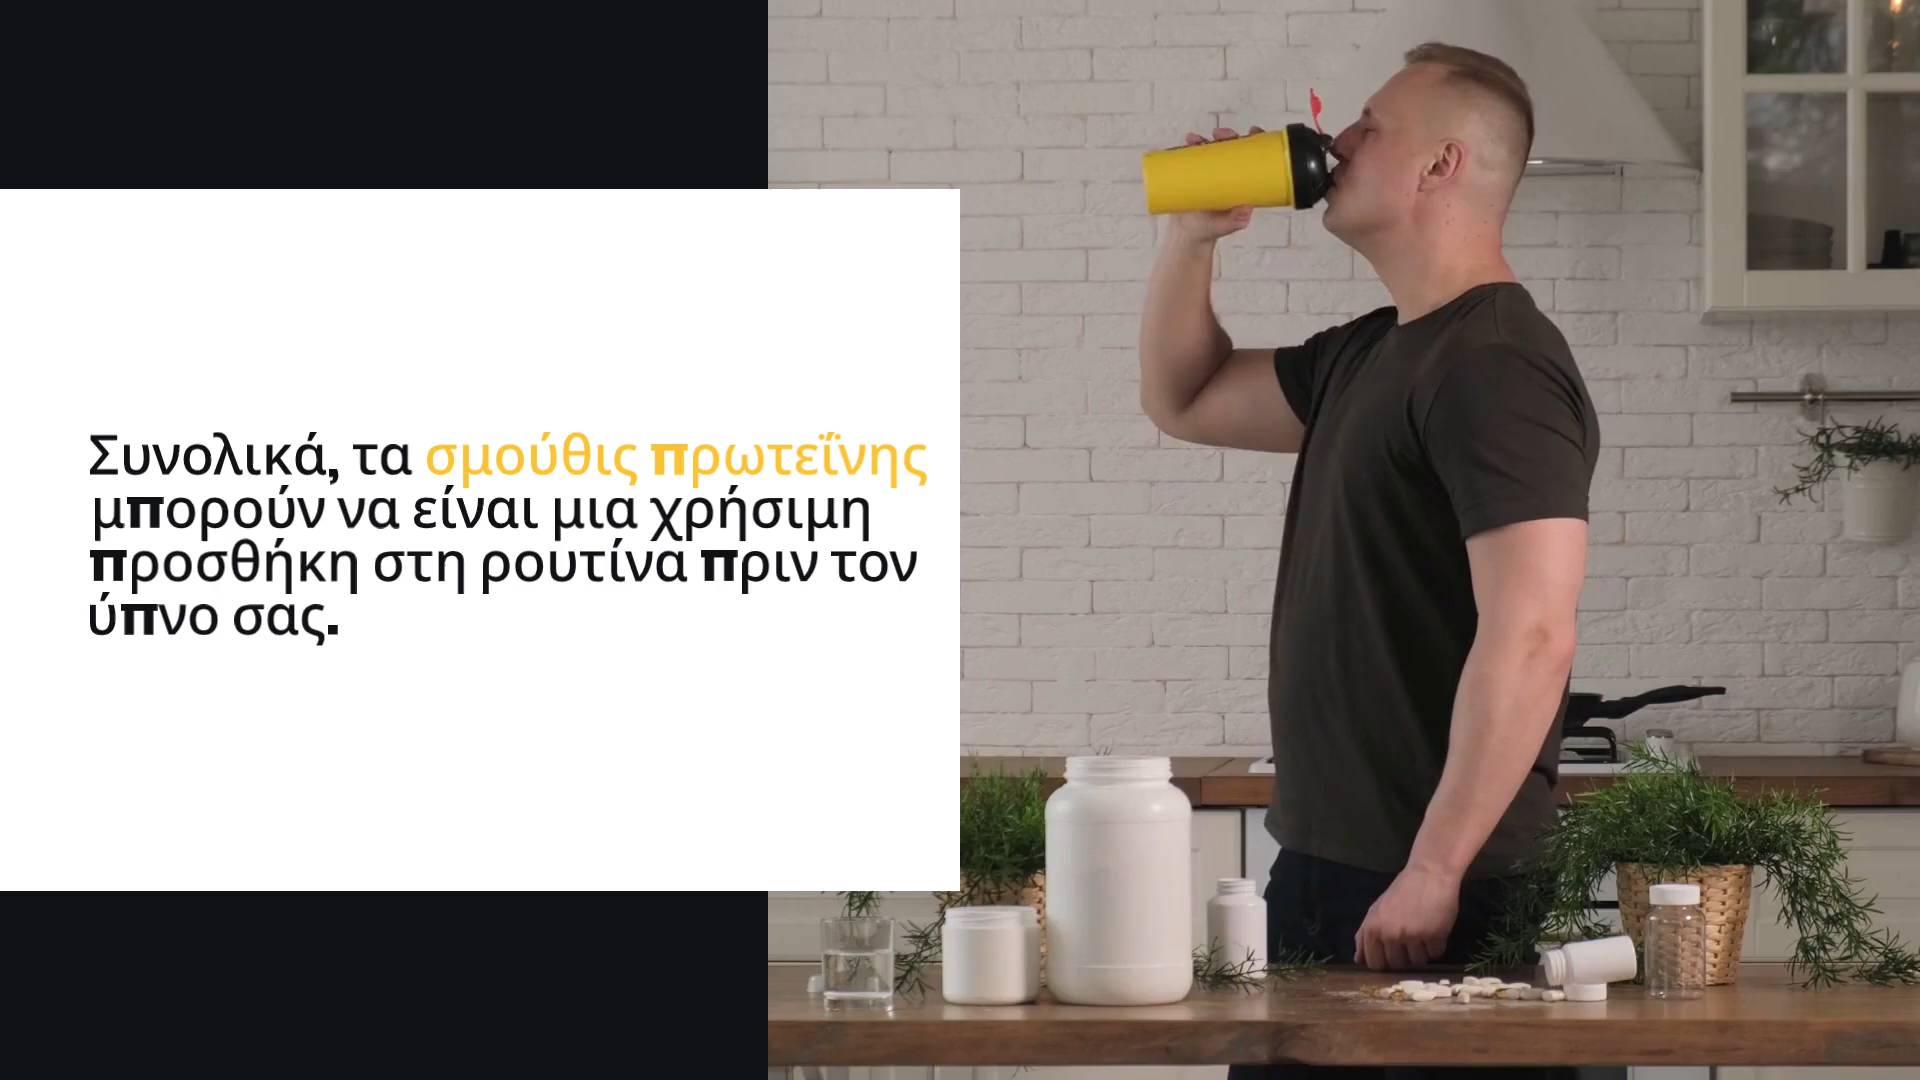 Συνολικά, τα σμούθις πρωτεΐνης
μπορούν να είναι μια χρήσιμη
προσθήκη στη ρουτίνα πριν τον
ύπνο σας.